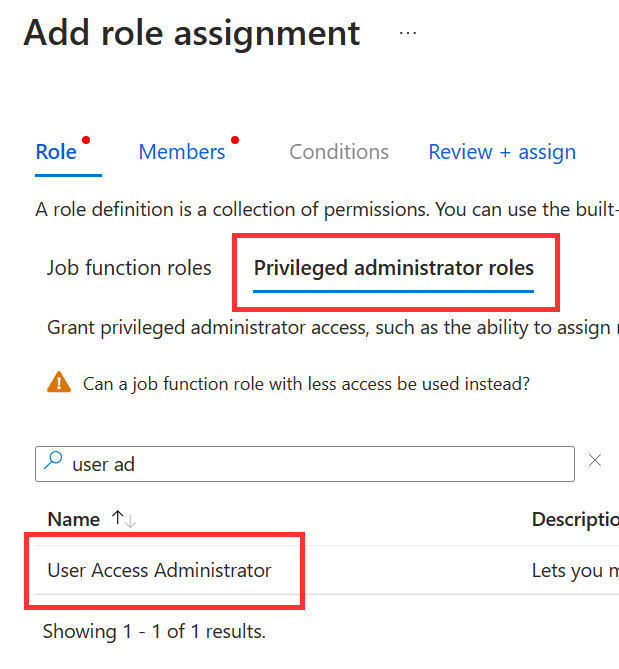 Add role assignment ...
Role Members Conditions Review + assign
A role definition is a collection of permissions. You can use the built-
Job function roles Privileged administrator roles
Grant privileged administrator access, such as the ability to assign
Can a job function role with less access be used instead?
user ad
Name Descriptio
User Access Administrator Lets you
Showing 1 - 1 of 1 results.